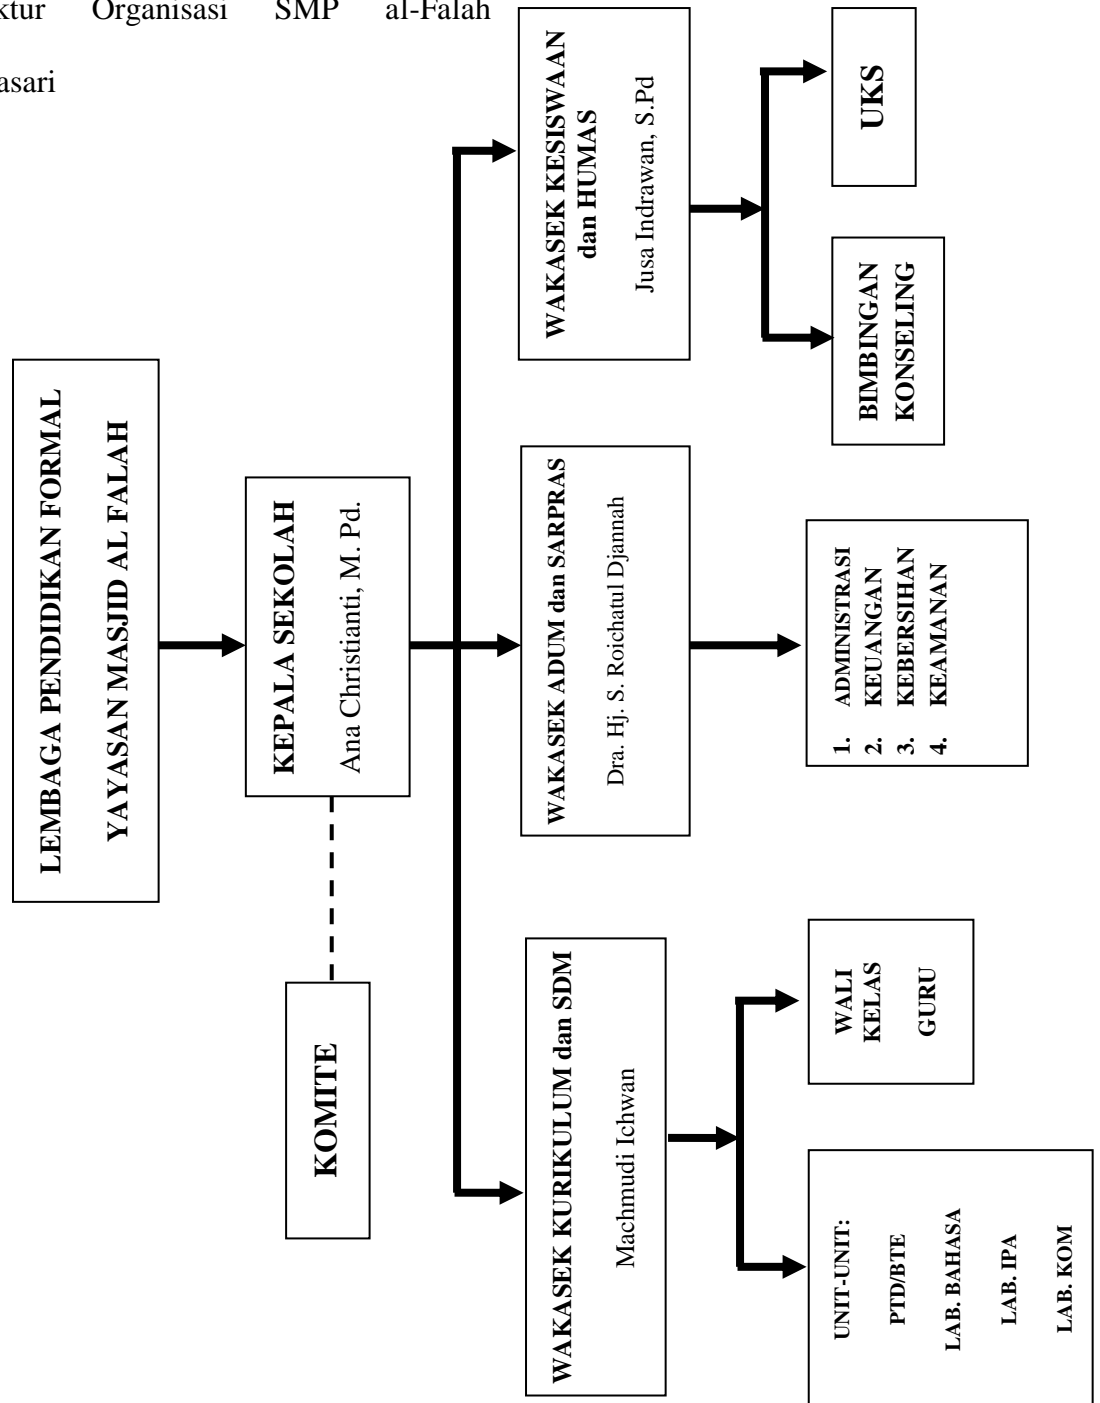 ktur Organisasi SMP al-Falah
asari
LEMBAGA PENDIDIKAN FORMAL
YAYASAN MASJID AL FALAH
KOMITE
KEPALA SEKOLAH
Ana Christianti, M. Pd.
WAKASEK KURIKULUM dan SDM
Machmudi Ichwan
WAKASEK ADUM dan SARPRAS
Dra. Hj. S. Roichatul Djannah
WAKASEK KESISWAAN
dan HUMAS
Jusa Indrawan, S.Pd
UNIT-UNIT:
PTD/BTE
LAB. BAHASA
LAB. IPA
LAB. KOM
WALI
KELAS
GURU
1. ADMINISTRASI
2. KEUANGAN
3. KEBERSIHAN
4. KEAMANAN
BIMBINGAN
KONSELING
UKS